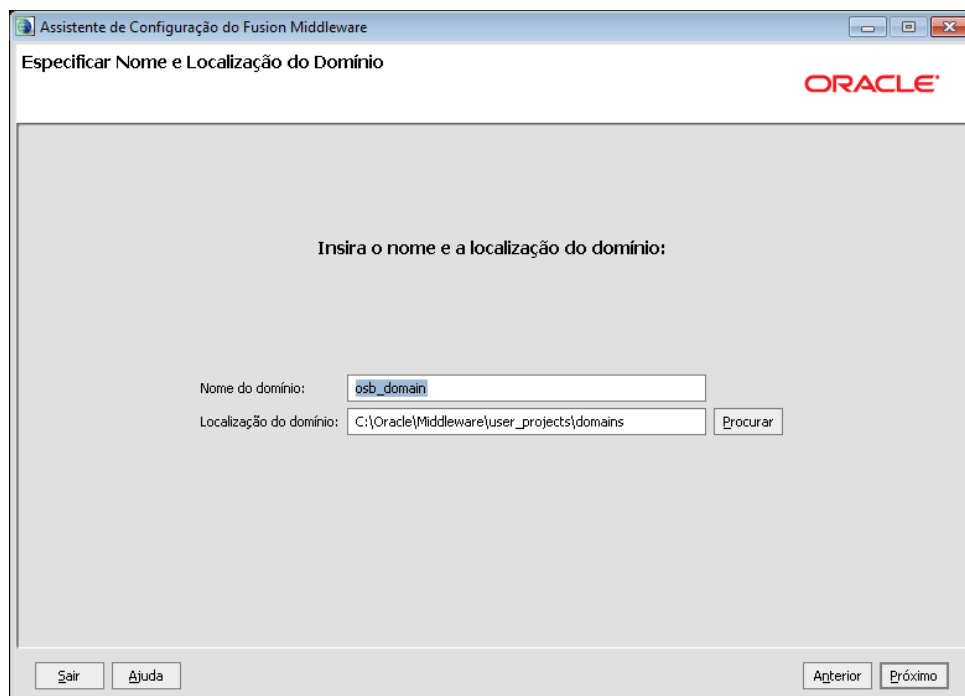 Assistente de Configuração do Fusion Middleware
Especificar Nome e Localização do Domínio
ORACLE
Insira o nome e a localização do domínio:
Nome do domínio: osb_domain
Localização do domínio: C:\Oracle\Middleware\user_projects\domains Procurar
Sair Ajuda Anterior Próximo